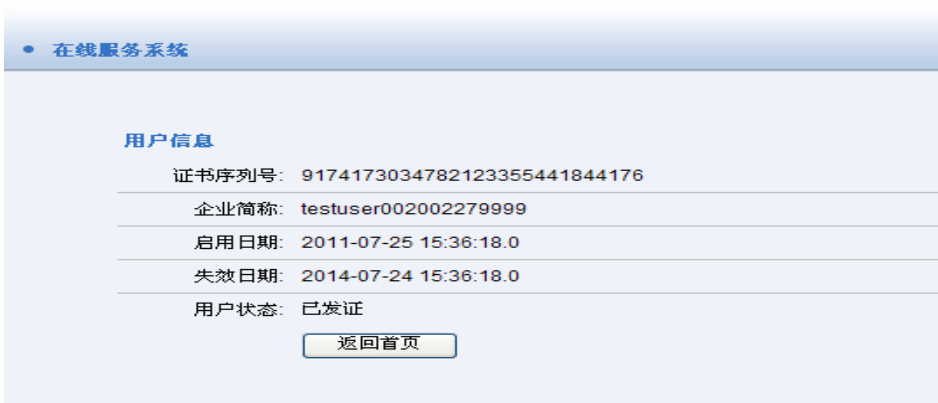 在线服务系统
用户信息
证书序列号: 9174173034782123355441844176
企业简称: testuser002002279999
启用日期: 2011-07-25 15:36:18.0
失效日期: 2014-07-24 15:36:18.0
用户状态: 已发证
返回首页